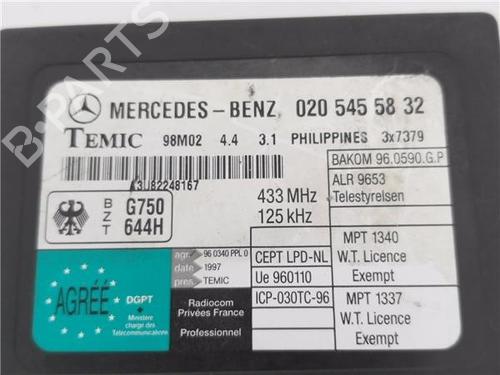 MERCEDES-BENZ 020 545 58 32
TEMIC 98M02 4.4 3.1 PHILIPPINES 3x7379
BAKOM 96.0590.G.P
A3U82248167
ALR 9653
Telestyrelsen
433 MHz
125 kHz
BZT G750 644H
MPT 1340
W.T. Licence
Exempt
agr. 96 0340 PPL 0
date 1997
pres TEMIC
CEPT LPD-NL
Ue 960110
ICP-030TC-96
MPT 1337
W.T. Licence
Exempt
AGRÉÉ
DGPT
Ministère
chargé des
Télécommunications
Radiocom
Privées France
Professionnel